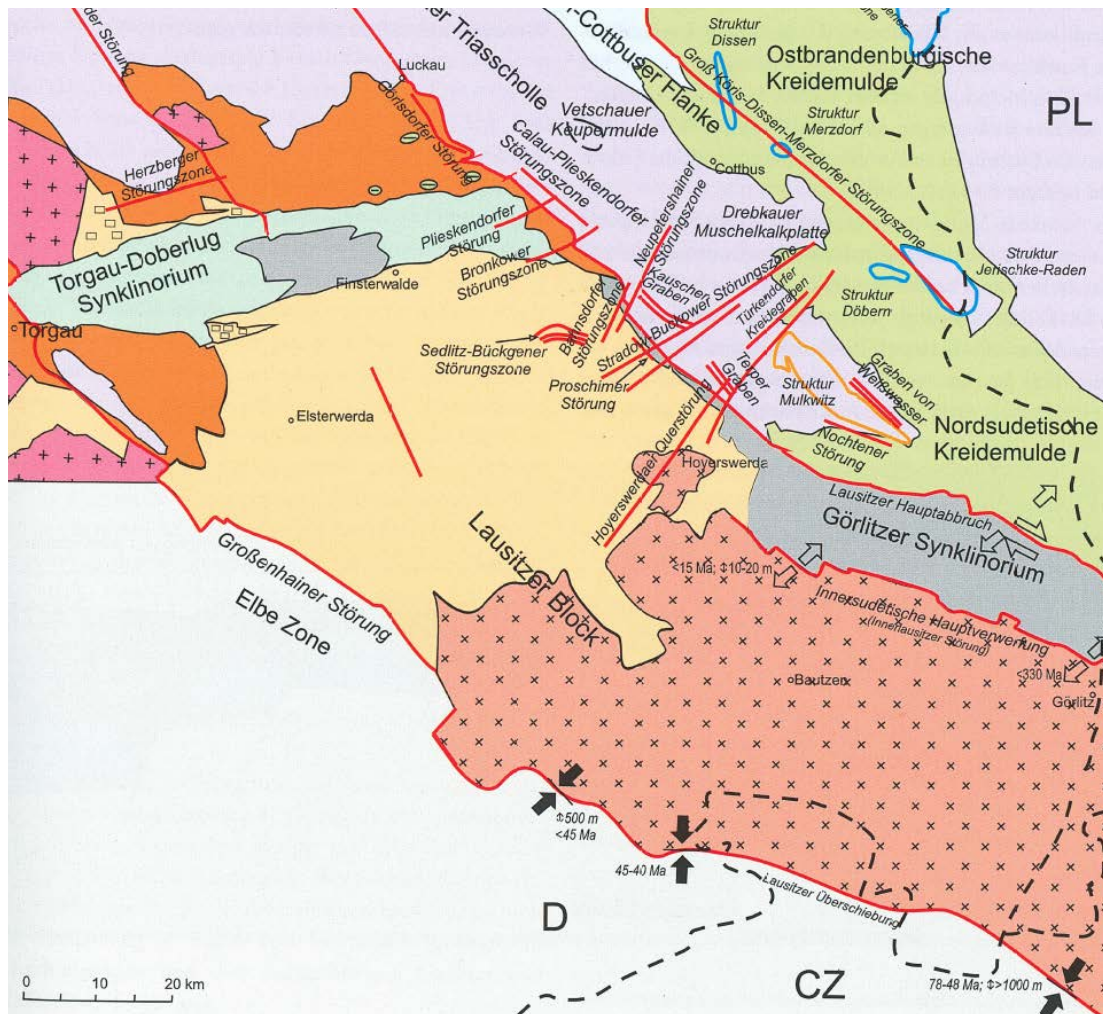 der Störung
er Triasscholle
-Cottbuser Flanke
Struktur
Dissen
Ostbrandenburgische
Kreidemulde
PL
Luckau
Görlsdorfer Störung
Vetschauer
Keupermulde
Groß Köris-Dissen-Merzdorfer Störungszone
Struktur
Merzdorf
Cottbus
Herzberger
Störungszone
Calau-Plieskendorfer
Störungszone
Plieskendorfer
Störung
Bronkower
Störungszone
Neupetershainer
Störungszone
Drebkauer
Muschelkalkplatte
Torgau-Doberlug
Synklinorium
Finsterwalde
Kauscher
Graben
Struktur
Jerischke-Raden
Torgau
Bahnsdorfer
Störungszone
Stradow-Buckower Störungszone
Türkendorfer
Kreidegraben
Struktur
Döbern
Sedlitz-Bückgener
Störungszone
Proschimer
Störung
Terper
Graben
Struktur
Mulkwitz
Graben von
Weißwasser
Elsterwerda
Nordsudetische
Kreidemulde
Nochtener
Störung
Hoyerswerda
Hoyerswerdaer Querstörung
Lausitzer Hauptabbruch
Görlitzer Synklinorium
Großenhainer Störung
Elbe Zone
Lausitzer Block
<15 Ma; ⇕10-20 m
Innersudetische Hauptverwerfung
(Innerlausitzer Störung)
<330 Ma
Bautzen
Görlitz
⇕500 m
<45 Ma
45-40 Ma
Lausitzer Überschiebung
D
CZ
78-48 Ma; ⇕>1000 m
0 10 20 km